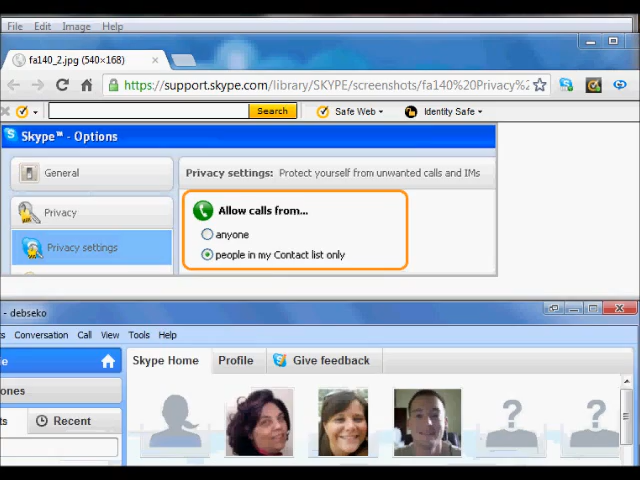 File Edit Image Help
fa140_2.jpg (540×168)
https://support.skype.com/library/SKYPE/screenshots/fa140%20Privacy%2
Search Safe Web Identity Safe
Skype™ - Options
General
Privacy settings: Protect yourself from unwanted calls and IMs
Privacy
Allow calls from...
anyone
Privacy settings
people in my Contact list only
- debseko
ts Conversation Call View Tools Help
e
Skype Home Profile Give feedback
ones
ts Recent